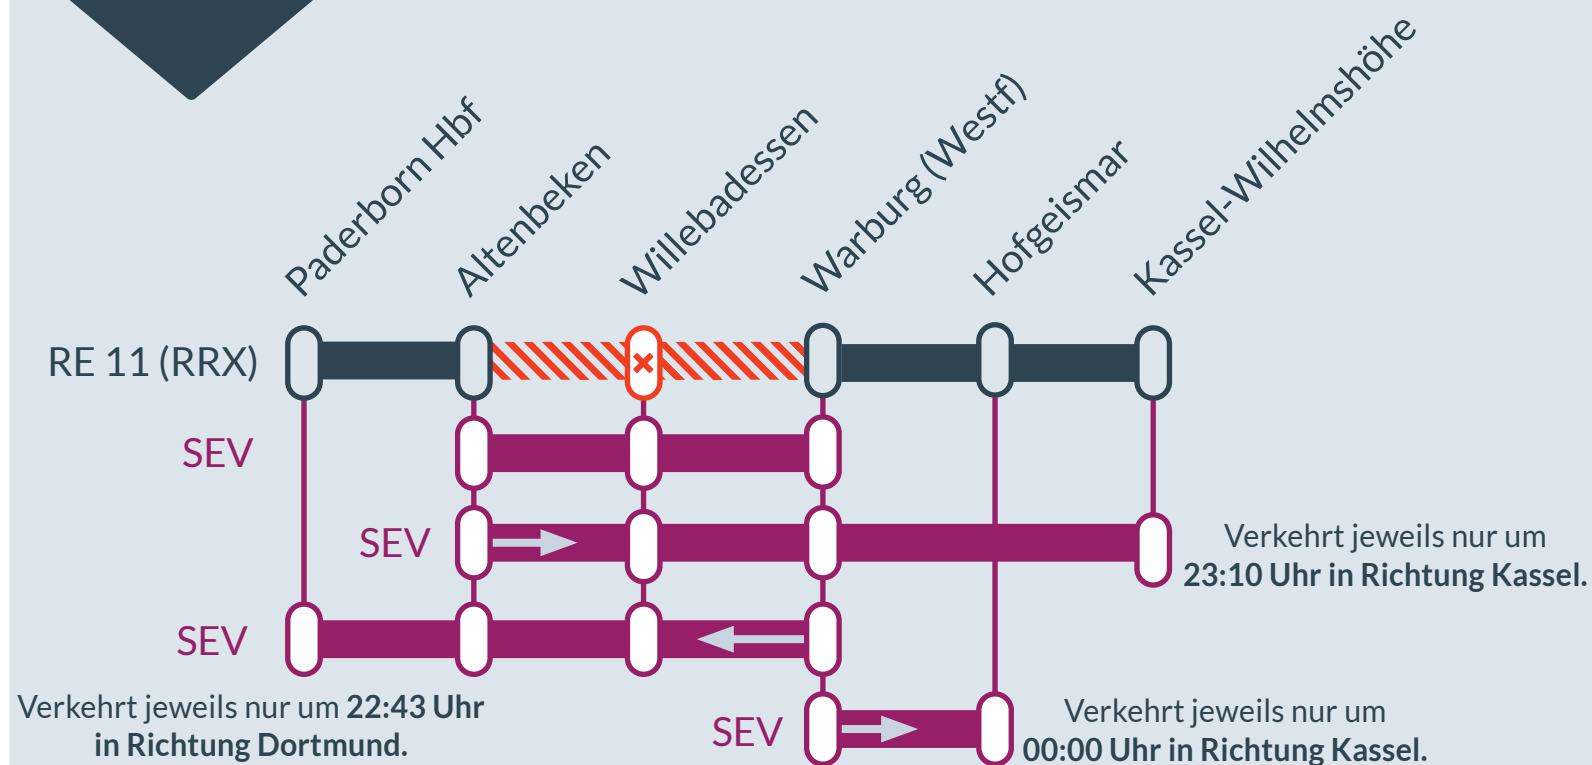 Paderborn Hbf
Altenbeken
Willebadessen
Warburg (Westf)
Hofgeismar
Kassel-Wilhelmshöhe
RE 11 (RRX)
SEV
SEV
Verkehrt jeweils nur um
23:10 Uhr in Richtung Kassel.
SEV
Verkehrt jeweils nur um 22:43 Uhr
in Richtung Dortmund.
SEV
Verkehrt jeweils nur um
00:00 Uhr in Richtung Kassel.